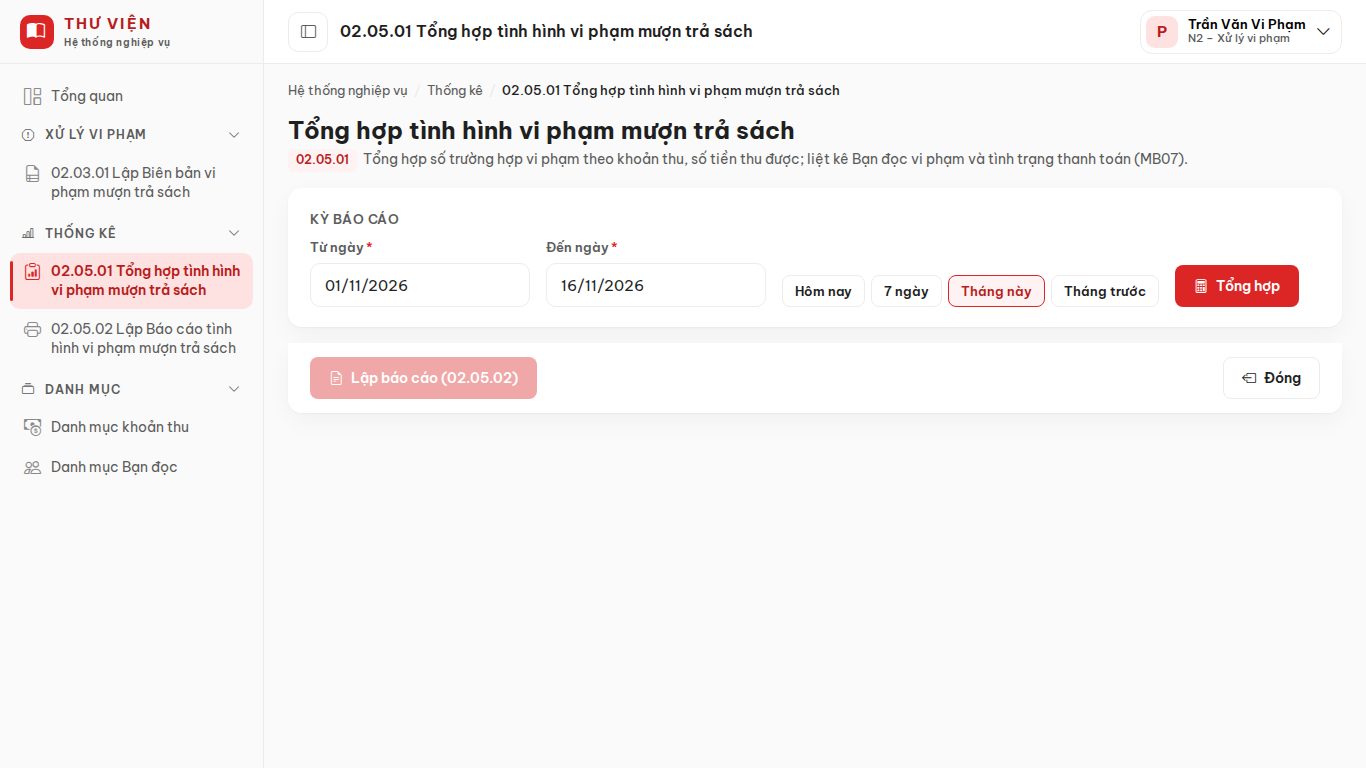 THƯ VIỆN
Hệ thống nghiệp vụ
02.05.01 Tổng hợp tình hình vi phạm mượn trả sách
P
Trần Văn Vi Phạm
N2 – Xử lý vi phạm
Tổng quan
XỬ LÝ VI PHẠM
02.03.01 Lập Biên bản vi
phạm mượn trả sách
THỐNG KÊ
02.05.01 Tổng hợp tình hình
vi phạm mượn trả sách
02.05.02 Lập Báo cáo tình
hình vi phạm mượn trả sách
DANH MỤC
Danh mục khoản thu
Danh mục Bạn đọc
Hệ thống nghiệp vụ / Thống kê / 02.05.01 Tổng hợp tình hình vi phạm mượn trả sách
Tổng hợp tình hình vi phạm mượn trả sách
02.05.01 Tổng hợp số trường hợp vi phạm theo khoản thu, số tiền thu được; liệt kê Bạn đọc vi phạm và tình trạng thanh toán (MB07).
KỲ BÁO CÁO
Từ ngày * Đến ngày *
01/11/2026 16/11/2026 Hôm nay 7 ngày Tháng này Tháng trước Tổng hợp
Lập báo cáo (02.05.02) Đóng